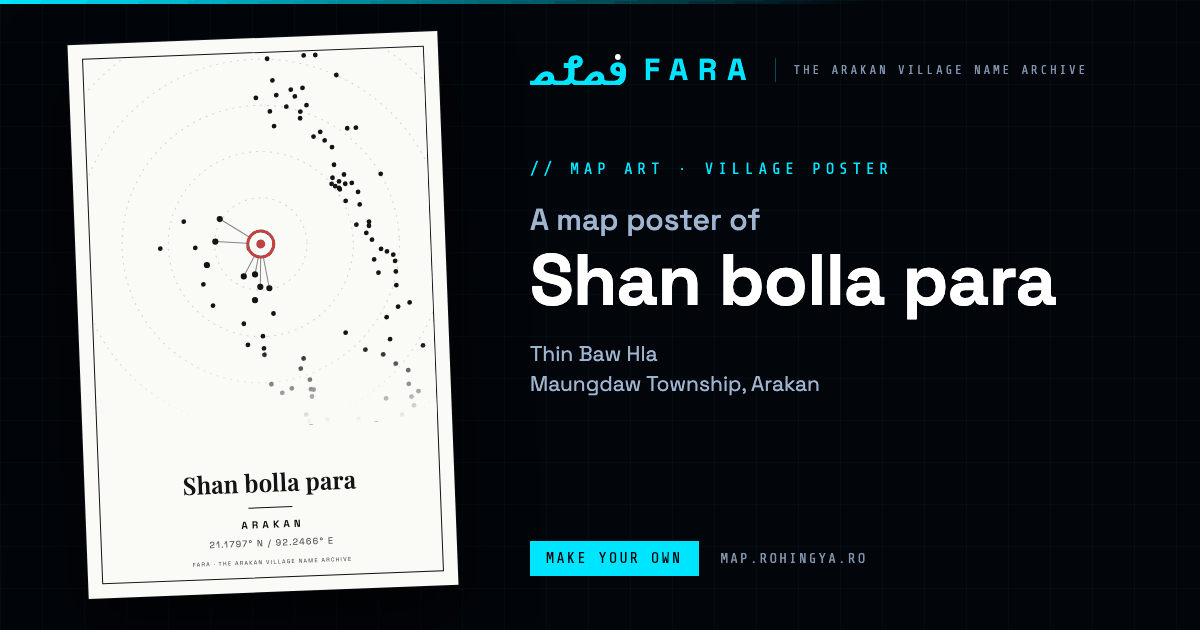 Shan bolla para
ARAKAN
21.1797° N / 92.2466° E
FARA · THE ARAKAN VILLAGE NAME ARCHIVE
FARA
THE ARAKAN VILLAGE NAME ARCHIVE
// MAP ART · VILLAGE POSTER
A map poster of
Shan bolla para
Thin Baw Hla
Maungdaw Township, Arakan
MAKE YOUR OWN
MAP.ROHINGYA.RO